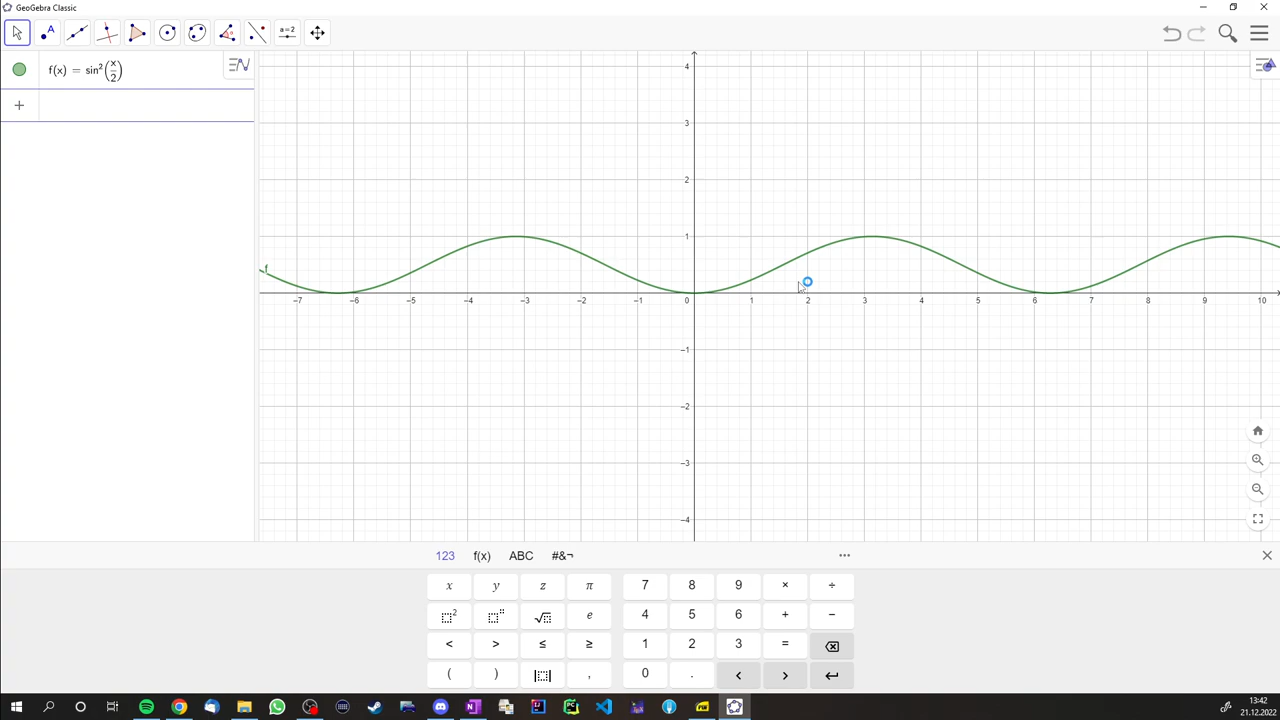 GeoGebra Classic
a=2
f(x) = sin²(x/2)
+
4
3
2
1
f
−7 −6 −5 −4 −3 −2 −1 0 1 2 3 4 5 6 7 8 9 10
−1
−2
−3
−4
123 f(x) ABC #&¬ ...
x y z π 7 8 9 × ÷
√ e 4 5 6 + −
< > ≤ ≥ 1 2 3 =
( ) , 0 . < >
13:42
21.12.2022